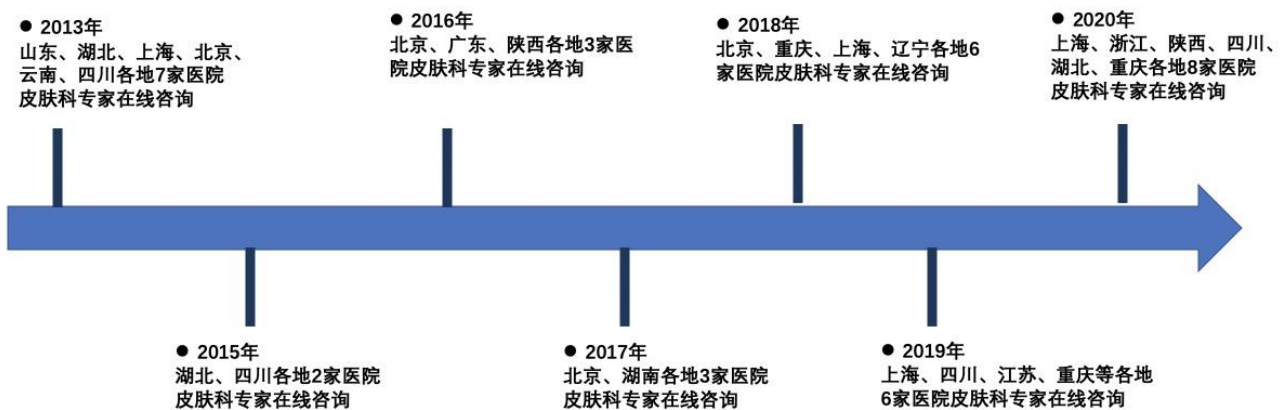 ● 2013年
山东、湖北、上海、北京、
云南、四川各地7家医院
皮肤科专家在线咨询
● 2016年
北京、广东、陕西各地3家医
院皮肤科专家在线咨询
● 2018年
北京、重庆、上海、辽宁各地6
家医院皮肤科专家在线咨询
● 2020年
上海、浙江、陕西、四川、
湖北、重庆各地8家医院
皮肤科专家在线咨询
● 2015年
湖北、四川各地2家医院
皮肤科专家在线咨询
● 2017年
北京、湖南各地3家医院
皮肤科专家在线咨询
● 2019年
上海、四川、江苏、重庆等各地
6家医院皮肤科专家在线咨询